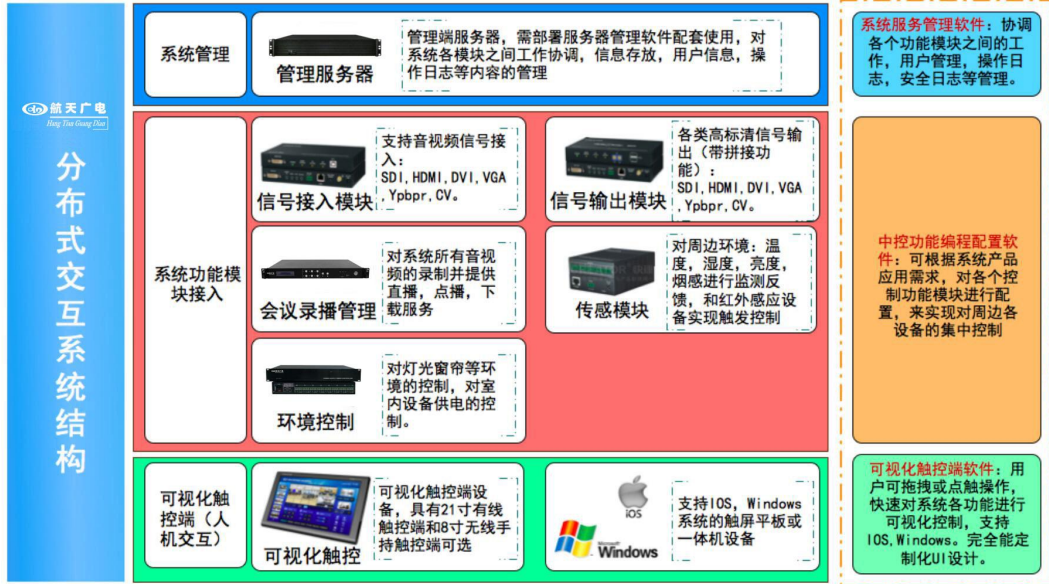 航天广电
Hang Tian Guang Dian
分布式交互系统结构
系统管理
管理服务器
管理端服务器，需部署服务器管理软件配套使用，对
系统各模块之间工作协调，信息存放，用户信息，操
作日志等内容的管理
系统服务管理软件：协调
各个功能模块之间的工
作，用户管理，操作日
志，安全日志等管理。
系统功能模
块接入
信号接入模块
支持音视频信号接
入：
SDI,HDMI,DVI,VGA
,Ypbpr,CV。
信号输出模块
各类高标清信号输
出（带拼接功
能）：
SDI,HDMI,DVI,VGA
,Ypbpr,CV。
会议录播管理
对系统所有音视
频的录制并提供
直播，点播，下
载服务
传感模块
对周边环境：温
度，湿度，亮度，
烟感进行监测反
馈，和红外感应设
备实现触发控制
环境控制
对灯光窗帘等环
境的控制，对室
内设备供电的控
制。
中控功能编程配置软
件：可根据系统产品
应用需求，对各个控
制功能模块进行配
置，来实现对周边各
设备的集中控制
可视化触
控端（人
机交互）
可视化触控
可视化触控端设
备，具有21寸有线
触控端和8寸无线手
持触控端可选
iOS
Microsoft
Windows
支持IOS，Windows
系统的触屏平板或
一体机设备
可视化触控端软件：用
户可拖拽或点触操作，
快速对系统各功能进行
可视化控制，支持
IOS,Windows。完全能定
制化UI设计。